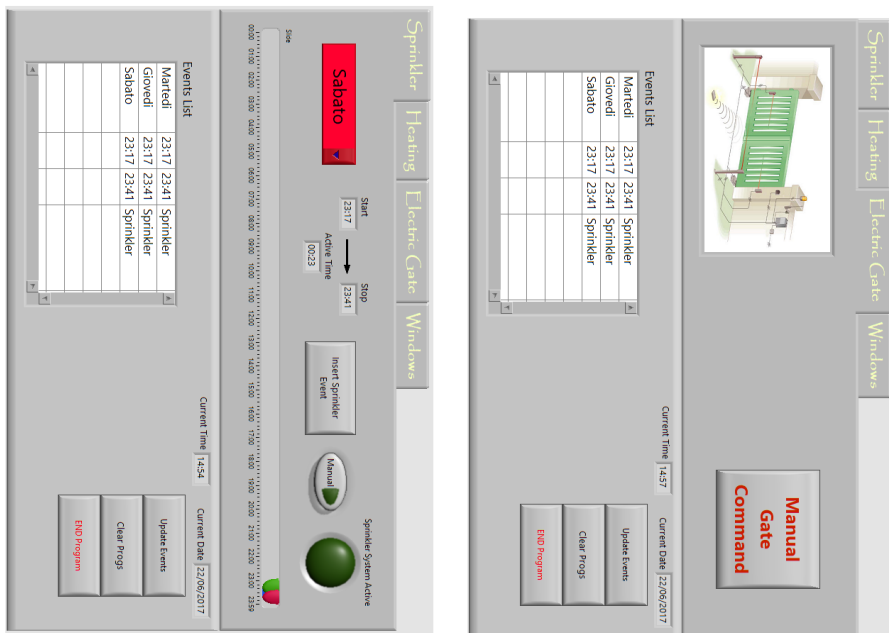 Sprinkler
Heating
Electric Gate
Windows
Sabato
Start
23:17
Stop
23:41
Active Time
00:23
Insert Sprinkler
Event
Manual
Sprinkler System Active
Slide
00:00 01:00 02:00 03:00 04:00 05:00 06:00 07:00 08:00 09:00 10:00 11:00 12:00 13:00 14:00 15:00 16:00 17:00 18:00 19:00 20:00 21:00 22:00 23:00 23:59
Events List
Martedi 23:17 23:41 Sprinkler
Giovedi 23:17 23:41 Sprinkler
Sabato 23:17 23:41 Sprinkler
Current Time 14:54
Current Date 22/06/2017
Update Events
Clear Progs
END Program
Sprinkler
Heating
Electric Gate
Windows
Manual
Gate
Command
Events List
Martedi 23:17 23:41 Sprinkler
Giovedi 23:17 23:41 Sprinkler
Sabato 23:17 23:41 Sprinkler
Current Time 14:57
Current Date 22/06/2017
Update Events
Clear Progs
END Program